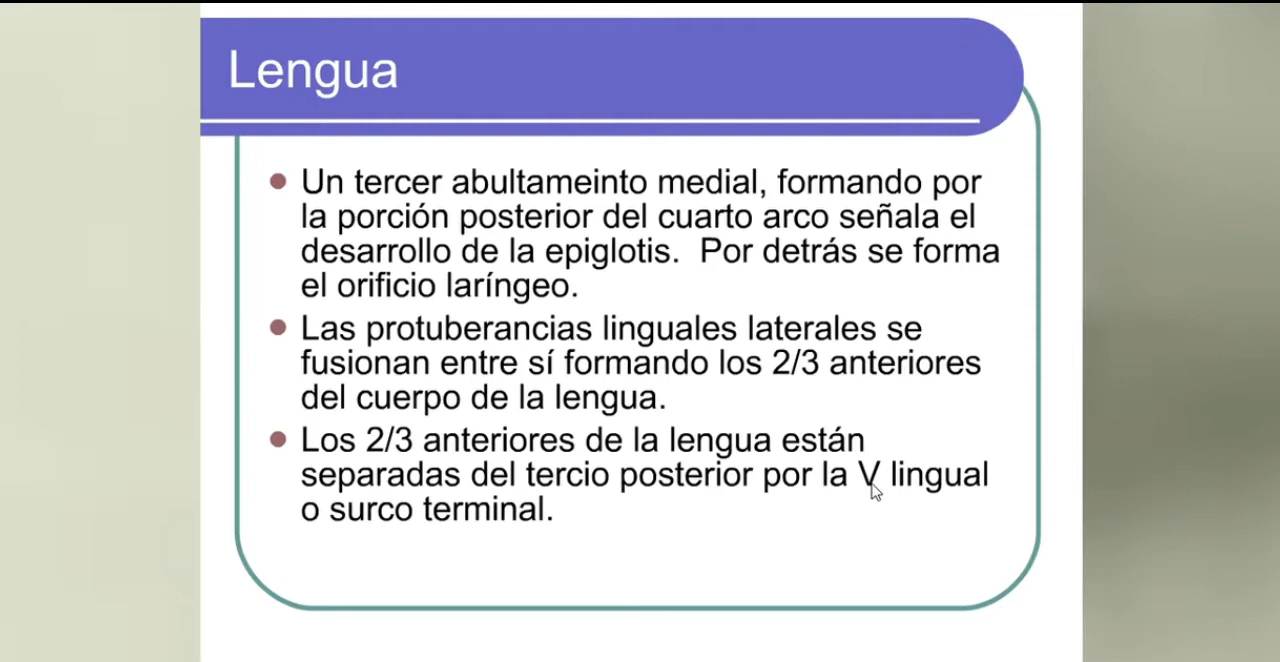 Lengua
Un tercer abultameinto medial, formando por
la porción posterior del cuarto arco señala el
desarrollo de la epiglotis.  Por detrás se forma
el orificio laríngeo.
Las protuberancias linguales laterales se
fusionan entre sí formando los 2/3 anteriores
del cuerpo de la lengua.
Los 2/3 anteriores de la lengua están
separadas del tercio posterior por la V lingual
o surco terminal.